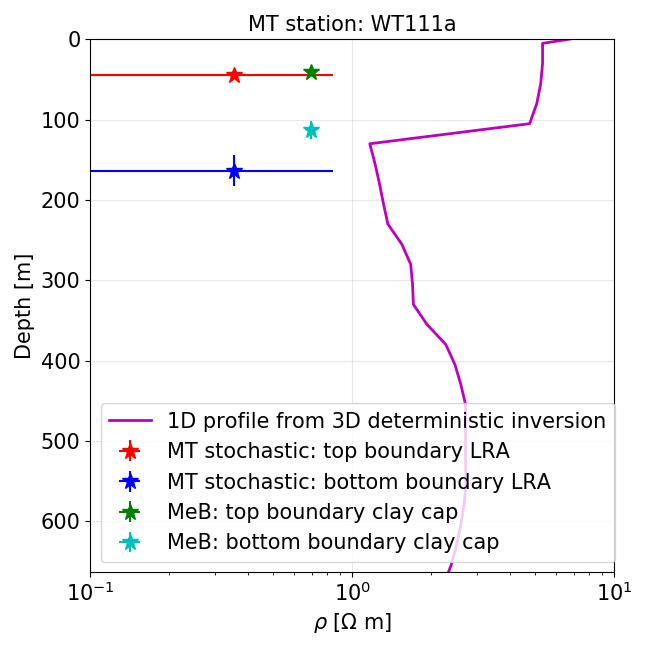 MT station: WT111a
0
100
200
300
400
500
600
Depth [m]
1D profile from 3D deterministic inversion
MT stochastic: top boundary LRA
MT stochastic: bottom boundary LRA
MeB: top boundary clay cap
MeB: bottom boundary clay cap
10⁻¹ 10⁰ 10¹
ρ [Ω m]